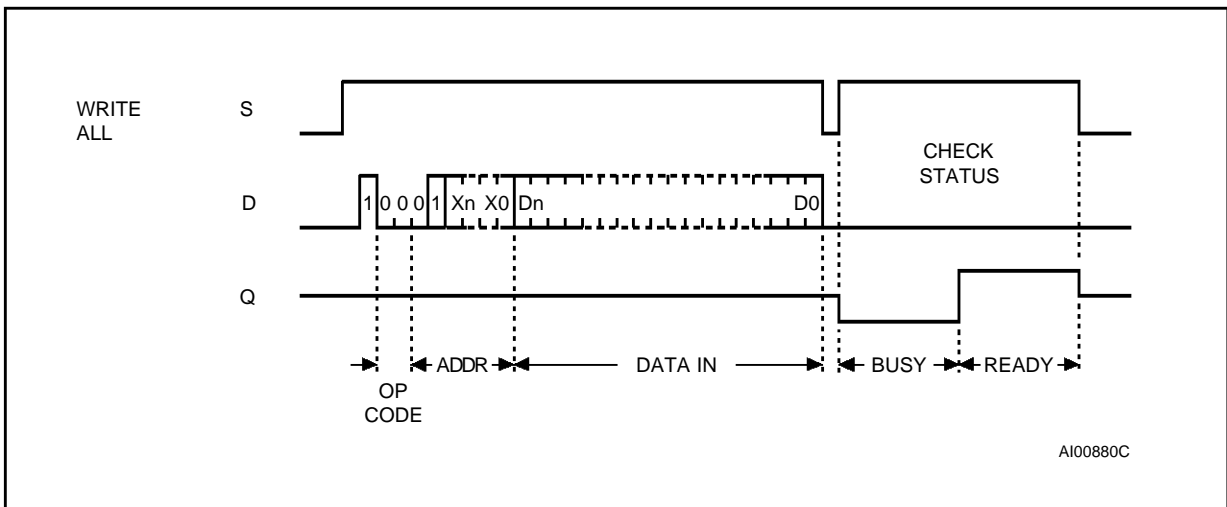 WRITE
ALL
S
CHECK
STATUS
D
1 0 0 0 1 Xn X0 Dn D0
Q
ADDR DATA IN BUSY READY
OP
CODE
AI00880C